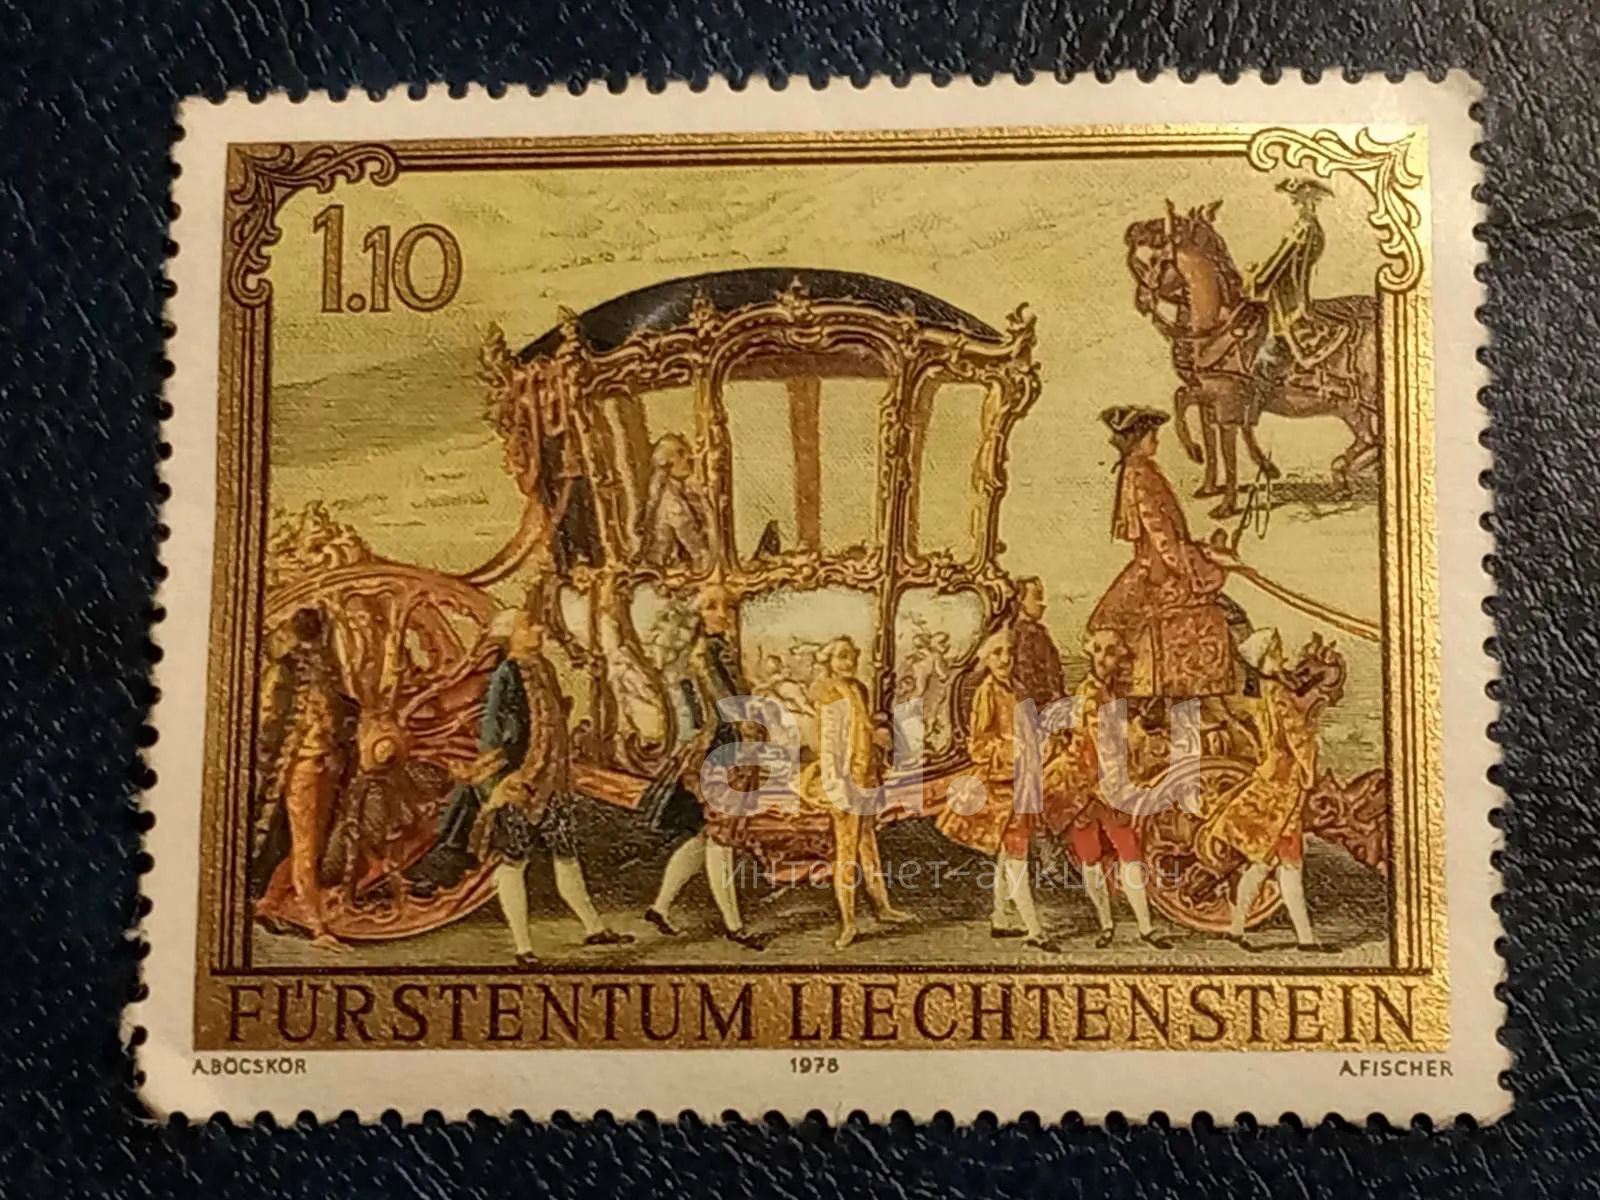 1.10
au.ru
интернет-аукцион
FÜRSTENTUM LIECHTENSTEIN
A.BÖCSKÖR 1978 A.FISCHER